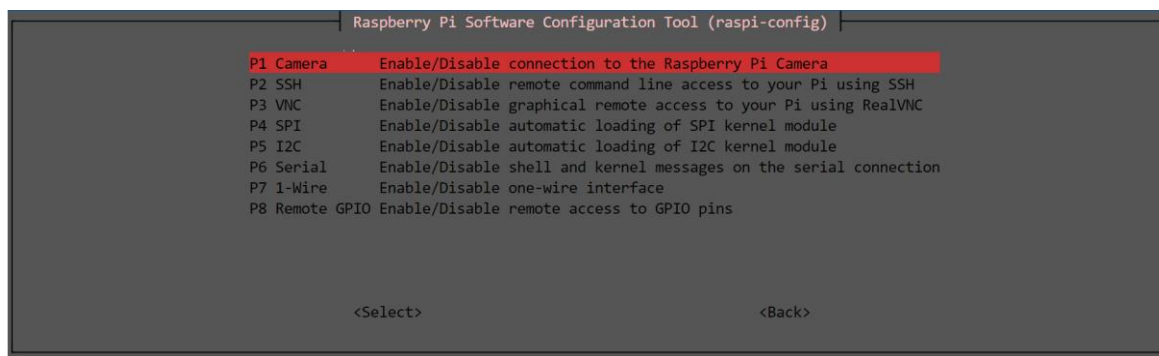 Raspberry Pi Software Configuration Tool (raspi-config)
P1 Camera Enable/Disable connection to the Raspberry Pi Camera
P2 SSH Enable/Disable remote command line access to your Pi using SSH
P3 VNC Enable/Disable graphical remote access to your Pi using RealVNC
P4 SPI Enable/Disable automatic loading of SPI kernel module
P5 I2C Enable/Disable automatic loading of I2C kernel module
P6 Serial Enable/Disable shell and kernel messages on the serial connection
P7 1-Wire Enable/Disable one-wire interface
P8 Remote GPIO Enable/Disable remote access to GPIO pins
<Select> <Back>